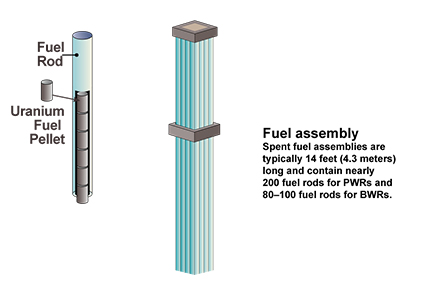 Fuel
Rod
Uranium
Fuel
Pellet
Fuel assembly
Spent fuel assemblies are
typically 14 feet (4.3 meters)
long and contain nearly
200 fuel rods for PWRs and
80–100 fuel rods for BWRs.